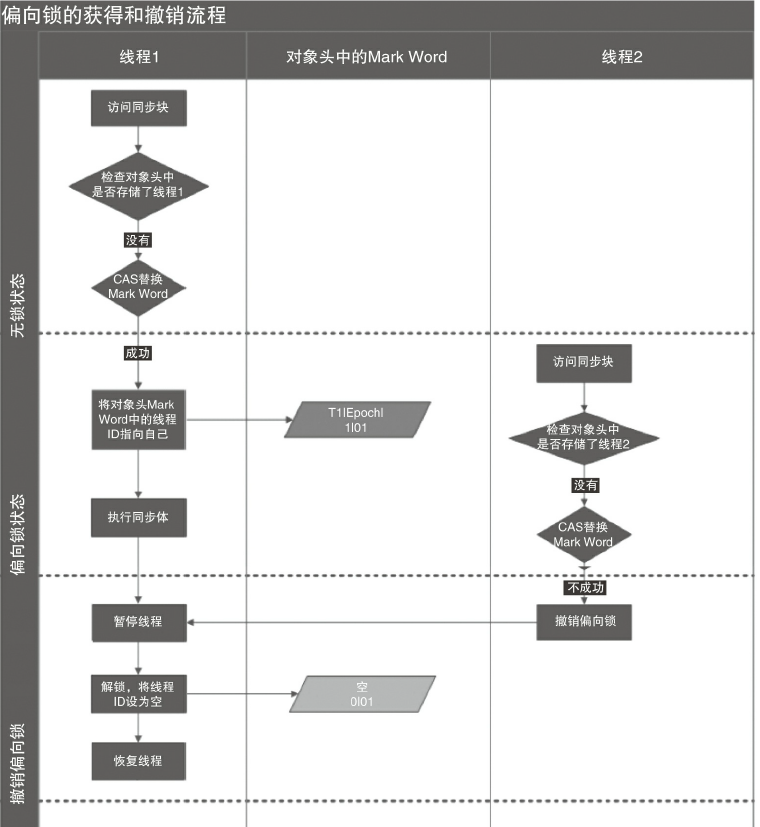 偏向锁的获得和撤销流程
线程1
对象头中的Mark Word
线程2
无锁状态
访问同步块
检查对象头中
是否存储了线程1
没有
CAS替换
Mark Word
偏向锁状态
成功
将对象头Mark
Word中的线程
ID指向自己
T1|Epoch|
1|01
执行同步体
访问同步块
检查对象头中
是否存储了线程2
没有
CAS替换
Mark Word
不成功
撤销偏向锁
撤销偏向锁
暂停线程
解锁，将线程
ID设为空
空
0|01
恢复线程